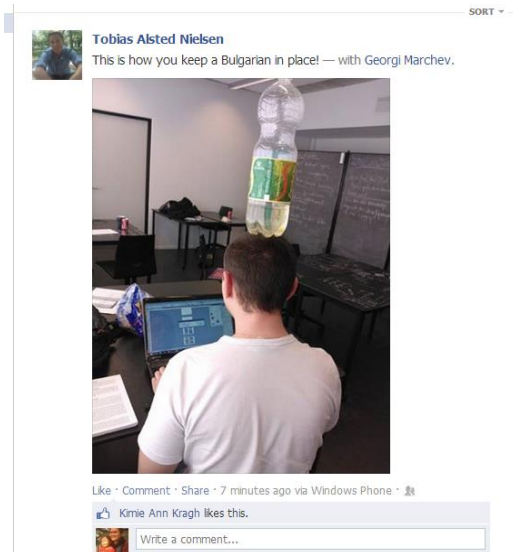 SORT
Tobias Alsted Nielsen
This is how you keep a Bulgarian in place! — with Georgi Marchev.
Like · Comment · Share · 7 minutes ago via Windows Phone ·
Kimie Ann Kragh likes this.
Write a comment...